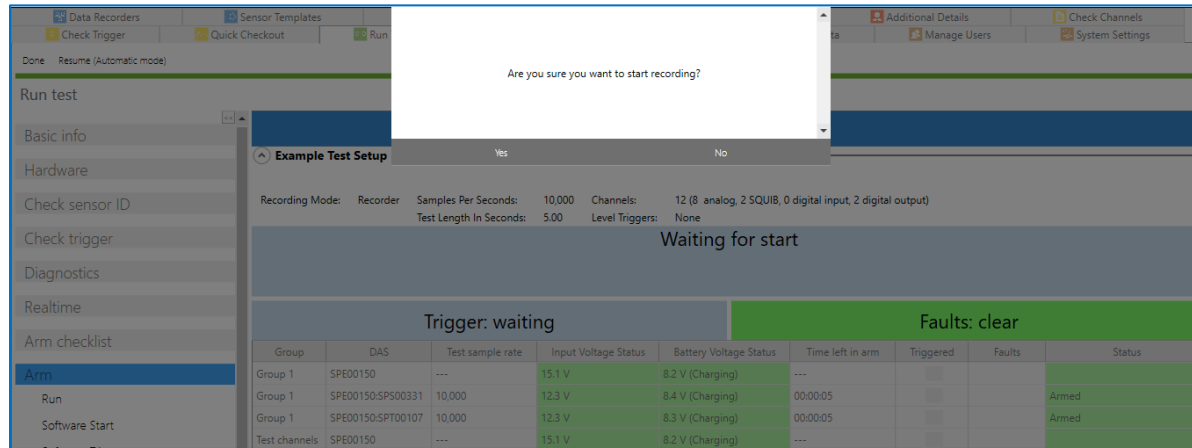 Data Recorders Sensor Templates Additional Details Check Channels
Check Trigger Quick Checkout Run ta Manage Users System Settings
Done Resume (Automatic mode)
Are you sure you want to start recording?
Yes No
Run test
Basic info
Hardware
Check sensor ID
Check trigger
Diagnostics
Realtime
Arm checklist
Arm
Run
Software Start
Example Test Setup
Recording Mode: Recorder Samples Per Seconds: 10,000 Channels: 12 (8 analog, 2 SQUIB, 0 digital input, 2 digital output)
Test Length In Seconds: 5.00 Level Triggers: None
Waiting for start
Trigger: waiting Faults: clear
Group DAS Test sample rate Input Voltage Status Battery Voltage Status Time left in arm Triggered Faults Status
Group 1 SPE00150 --- 15.1 V 8.2 V (Charging) ---
Group 1 SPE00150:SPS00331 10,000 12.3 V 8.4 V (Charging) 00:00:05 Armed
Group 1 SPE00150:SPT00107 10,000 12.3 V 8.3 V (Charging) 00:00:05 Armed
Test channels SPE00150 --- 15.1 V 8.2 V (Charging) ---